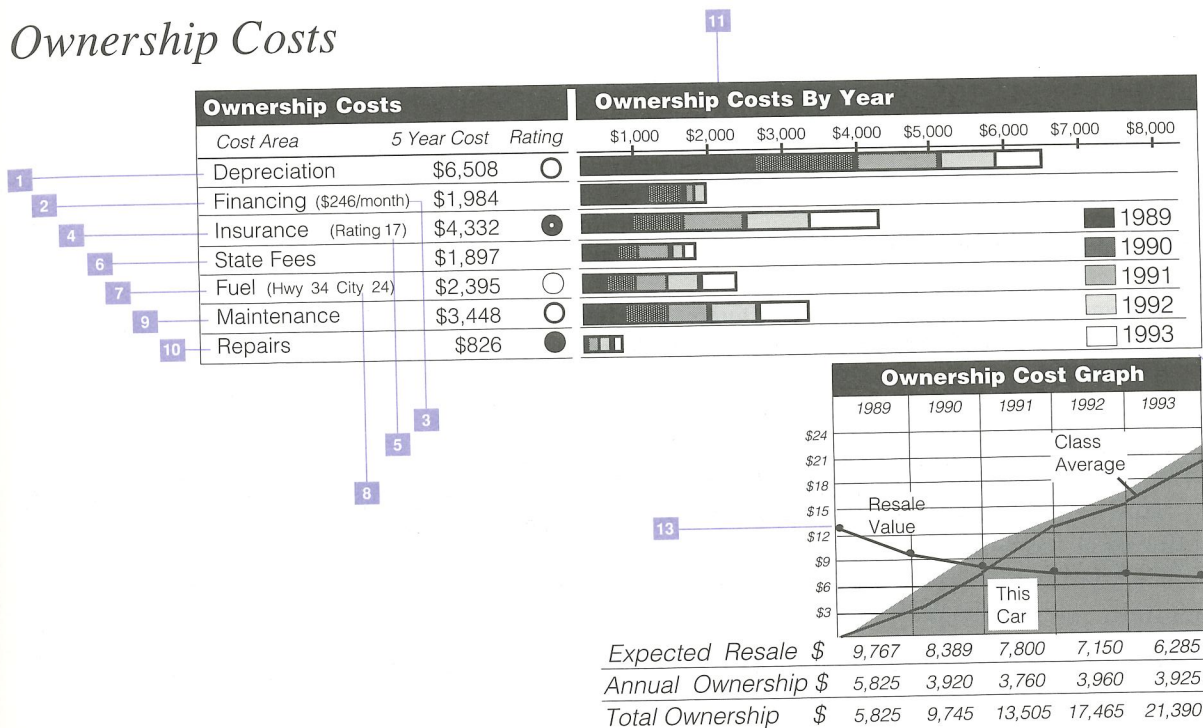 Ownership Costs
11
Ownership Costs
Cost Area 5 Year Cost Rating
1 Depreciation $6,508
2 Financing ($246/month) $1,984
4 Insurance (Rating 17) $4,332
6 State Fees $1,897
7 Fuel (Hwy 34 City 24) $2,395
9 Maintenance $3,448
10 Repairs $826
3
5
8
Ownership Costs By Year
$1,000 $2,000 $3,000 $4,000 $5,000 $6,000 $7,000 $8,000
1989
1990
1991
1992
1993
Ownership Cost Graph
1989 1990 1991 1992 1993
$24
$21
$18
$15
$12
$9
$6
$3
Class
Average
Resale
Value
13
This
Car
Expected Resale $ 9,767 8,389 7,800 7,150 6,285
Annual Ownership $ 5,825 3,920 3,760 3,960 3,925
Total Ownership $ 5,825 9,745 13,505 17,465 21,390